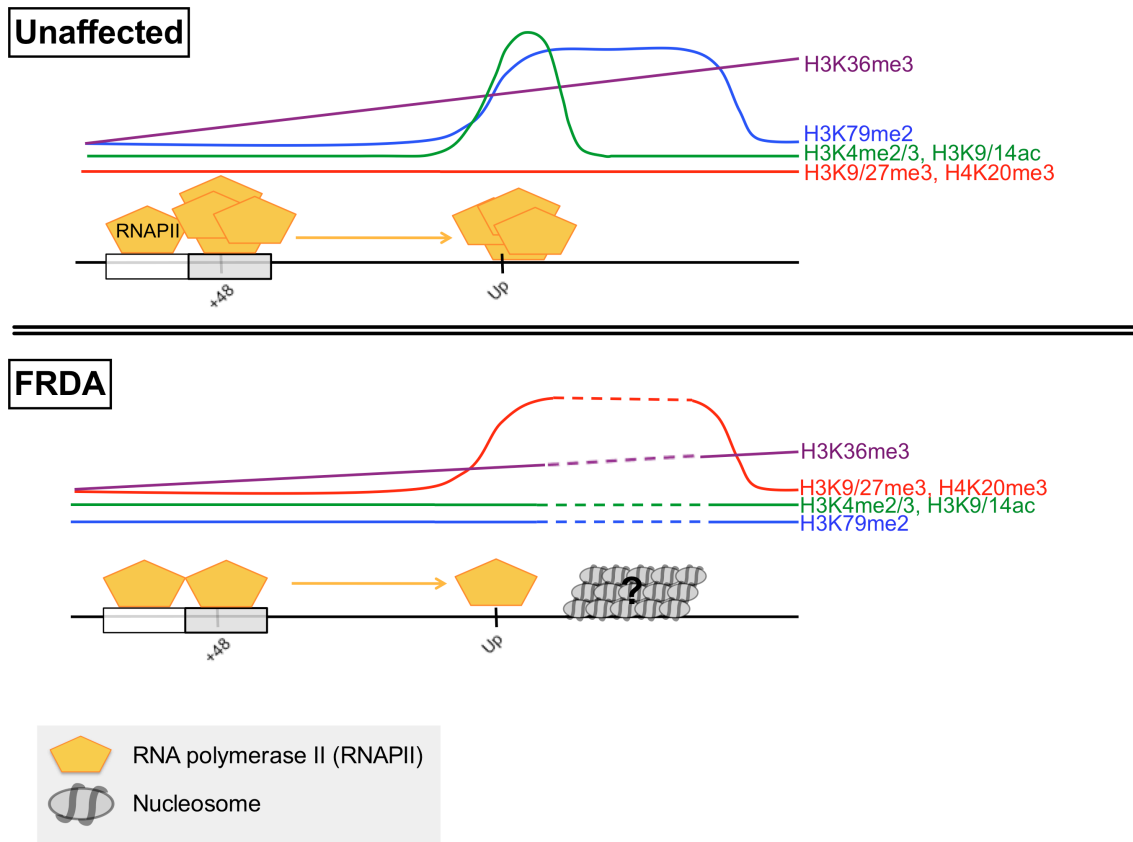 Unaffected
H3K36me3
H3K79me2
H3K4me2/3, H3K9/14ac
H3K9/27me3, H4K20me3
RNAPII
+48
Up
FRDA
H3K36me3
H3K9/27me3, H4K20me3
H3K4me2/3, H3K9/14ac
H3K79me2
?
+48
Up
RNA polymerase II (RNAPII)
Nucleosome